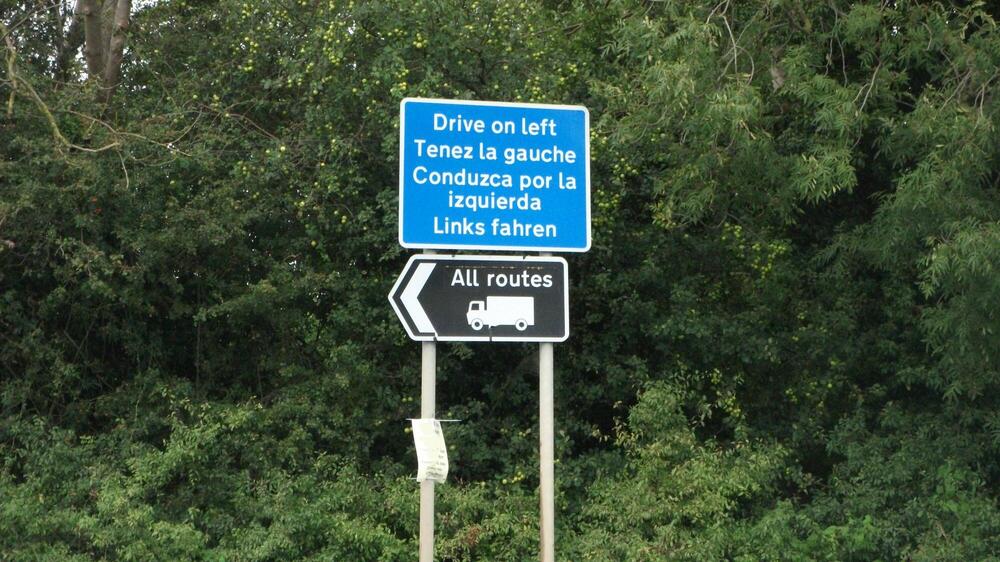 Drive on left
Tenez la gauche
Conduzca por la
izquierda
Links fahren
All routes